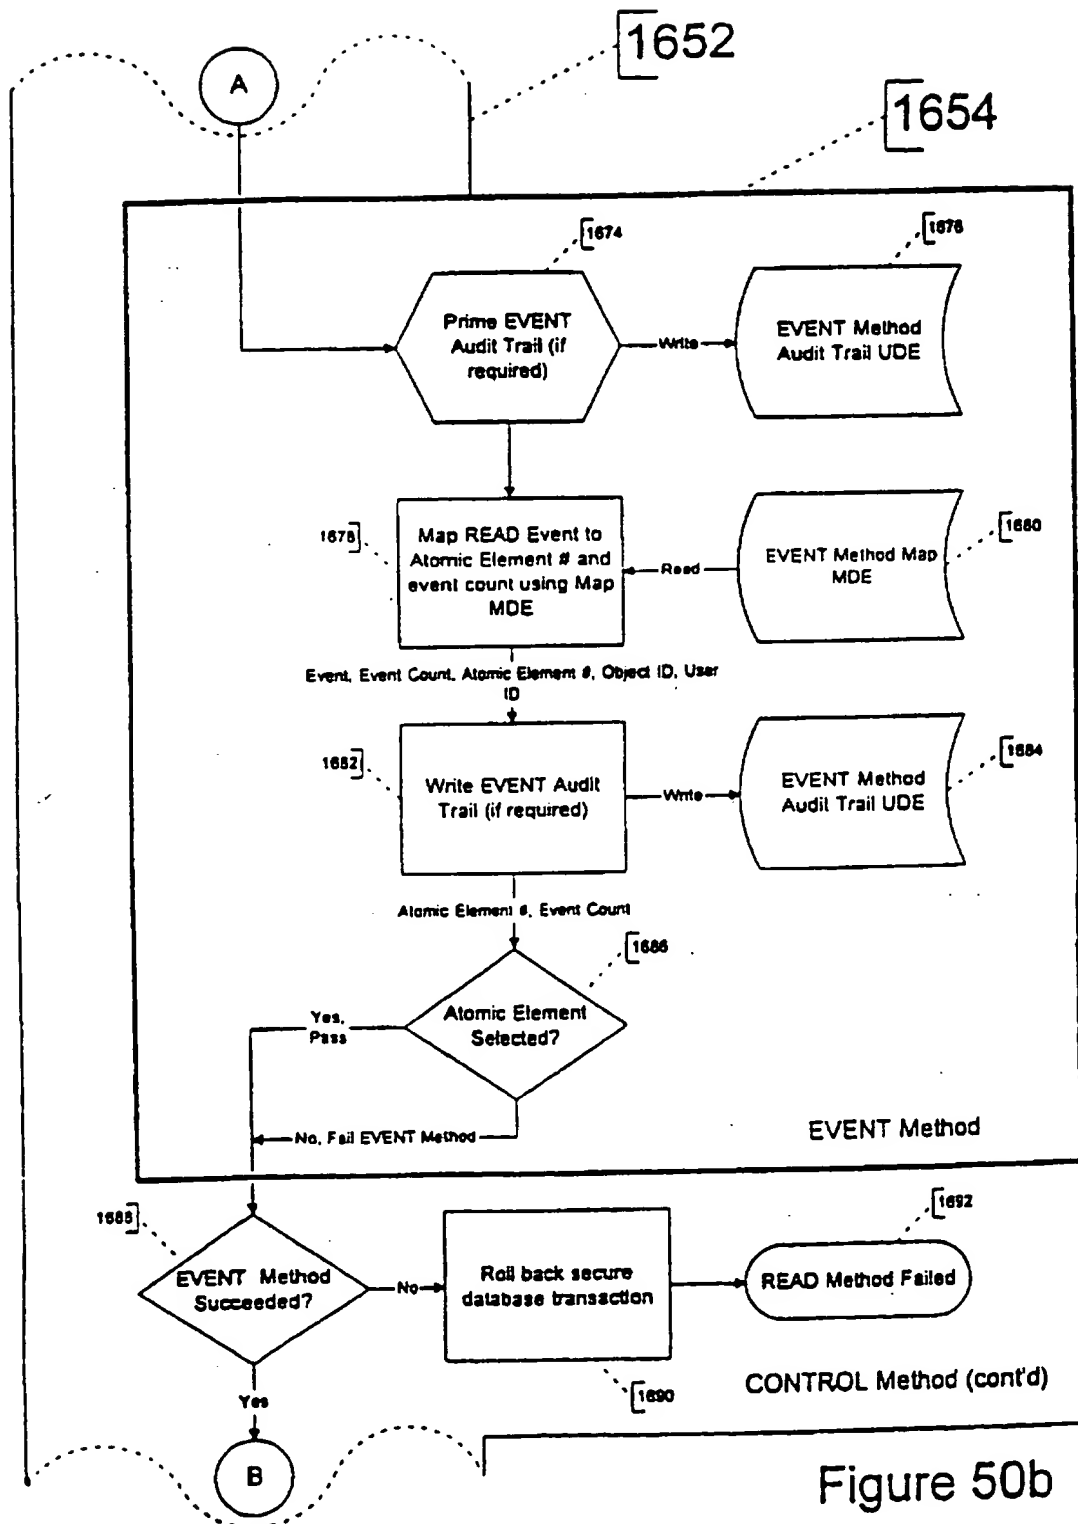 1652
A
1654
1674
1676
Prime EVENT
Audit Trail (if
required)
Write
EVENT Method
Audit Trail UDE
1678
Map READ Event to
Atomic Element # and
event count using Map
MDE
Read
EVENT Method Map
MDE
1680
Event, Event Count, Atomic Element #, Object ID, User
ID
1682
Write EVENT Audit
Trail (if required)
Write
EVENT Method
Audit Trail UDE
1684
Atomic Element #, Event Count
1686
Atomic Element
Selected?
Yes,
Pass
No, Fail EVENT Method
EVENT Method
1688
EVENT Method
Succeeded?
No
Roll back secure
database transaction
1690
READ Method Failed
1692
Yes
CONTROL Method (cont'd)
B
Figure 50b